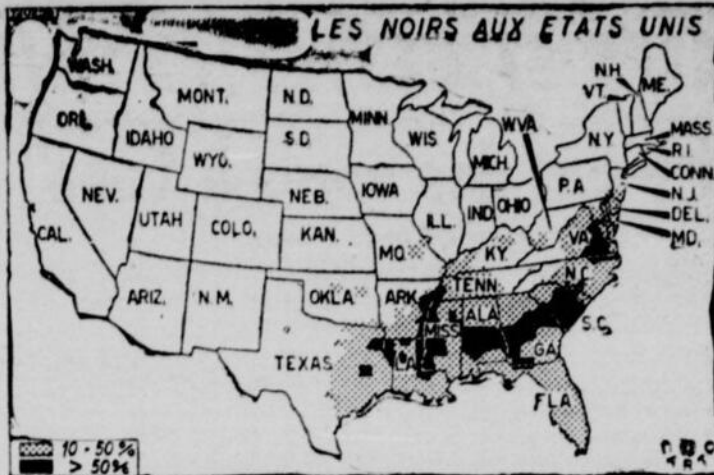 LES NOIRS AUX ETATS UNIS
WASH.
MONT.
N.D.
MINN.
N.H.
VT.
ME.
ORE.
IDAHO
S.D.
WIS.
W.VA
MICH.
N.Y.
MASS.
R.I.
CONN.
WYO.
NEB.
IOWA
PA
N.J.
NEV.
UTAH
COLO.
ILL.
IND.
OHIO
DEL.
CAL.
KAN.
MO.
KY.
VA.
MD.
ARIZ.
N.M.
OKLA.
ARK.
TENN.
N.C.
TEXAS
LA
MISS
ALA
GA
S.C.
FLA
10 - 50 %
> 50 %